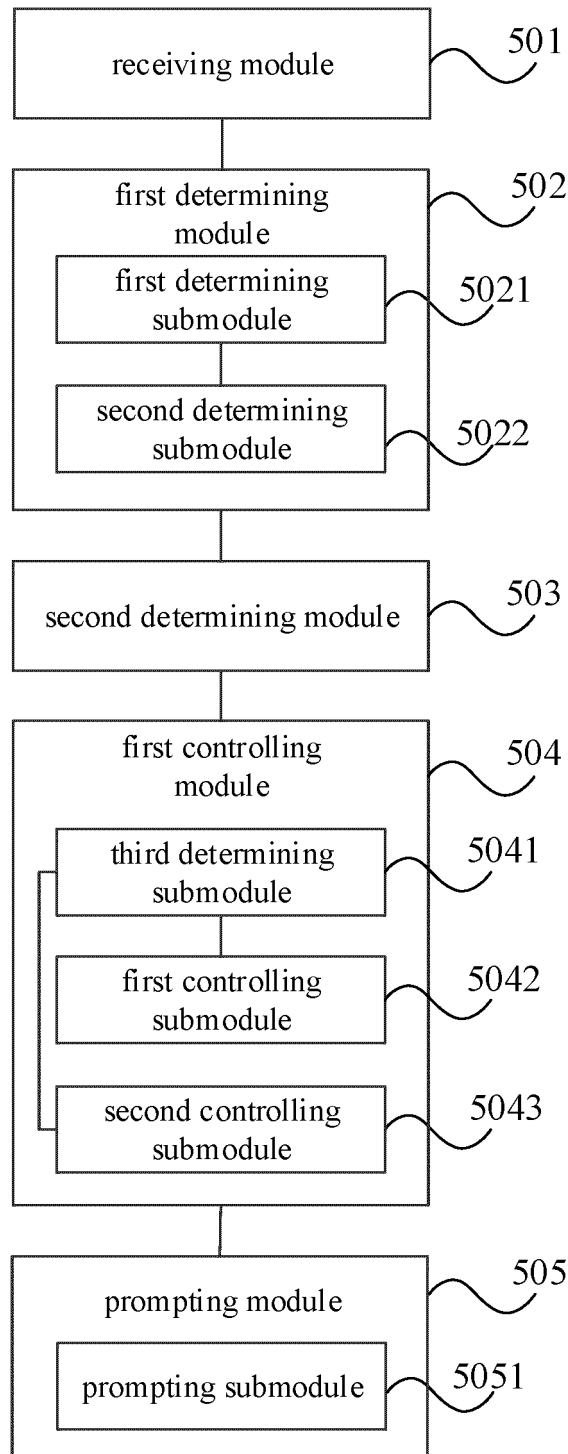 receiving module
501
first determining
module
502
first determining
submodule
5021
second determining
submodule
5022
second determining module
503
first controlling
module
504
third determining
submodule
5041
first controlling
submodule
5042
second controlling
submodule
5043
prompting module
505
prompting submodule
5051